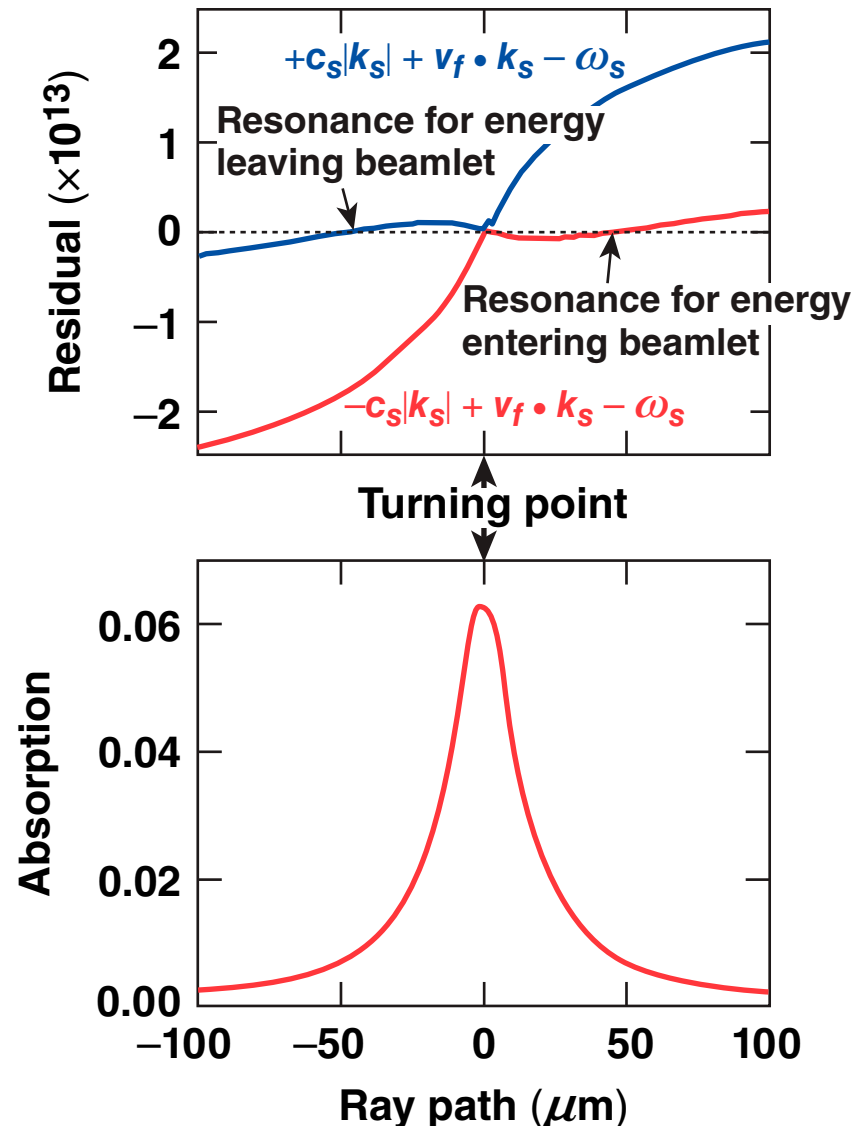 2
1
0
−1
−2
Residual (×10¹³)
+cₛ|kₛ| + v_f • kₛ − ωₛ
Resonance for energy
leaving beamlet
Resonance for energy
entering beamlet
−cₛ|kₛ| + v_f • kₛ − ωₛ
Turning point
0.06
0.04
0.02
0.00
Absorption
−100 −50 0 50 100
Ray path (μm)